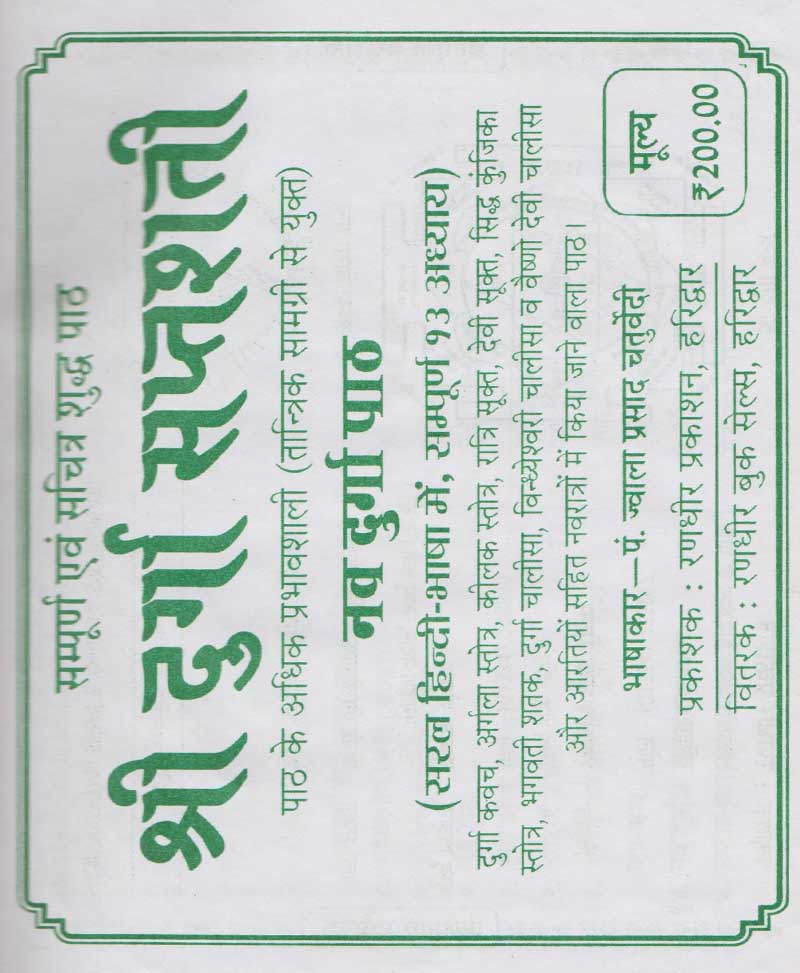 सम्पूर्ण एवं सचित्र शुद्ध पाठ
श्री दुर्गा सप्तशती
पाठ के अधिक प्रभावशाली (तान्त्रिक सामग्री से युक्त)
नव दुर्गा पाठ
(सरल हिन्दी-भाषा में, सम्पूर्ण १३ अध्याय)
दुर्गा कवच, अर्गला स्तोत्र, कीलक स्तोत्र, रात्रि सूक्त, देवी सूक्त, सिद्ध कुंजिका
स्तोत्र, भगवती शतक, दुर्गा चालीसा, विन्ध्येश्वरी चालीसा व वैष्णो देवी चालीसा
और आरतियों सहित नवरात्रों में किया जाने वाला पाठ।
भाषाकार — पं. ज्वाला प्रसाद चतुर्वेदी
प्रकाशक : रणधीर प्रकाशन, हरिद्वार
वितरक : रणधीर बुक सेल्स, हरिद्वार
मूल्य
₹200.00